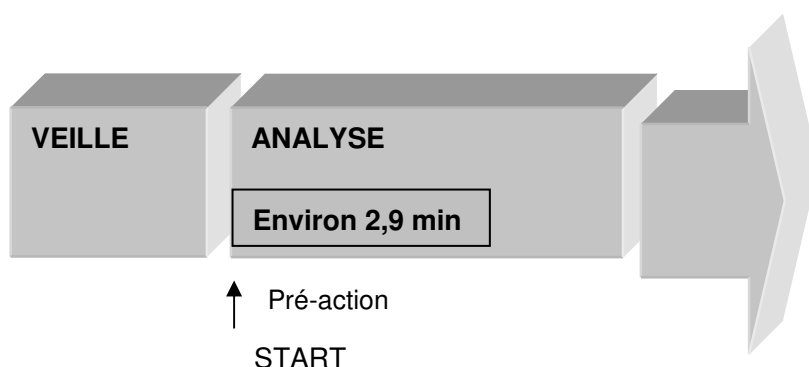 VEILLE
ANALYSE
Environ 2,9 min
Pré-action
START